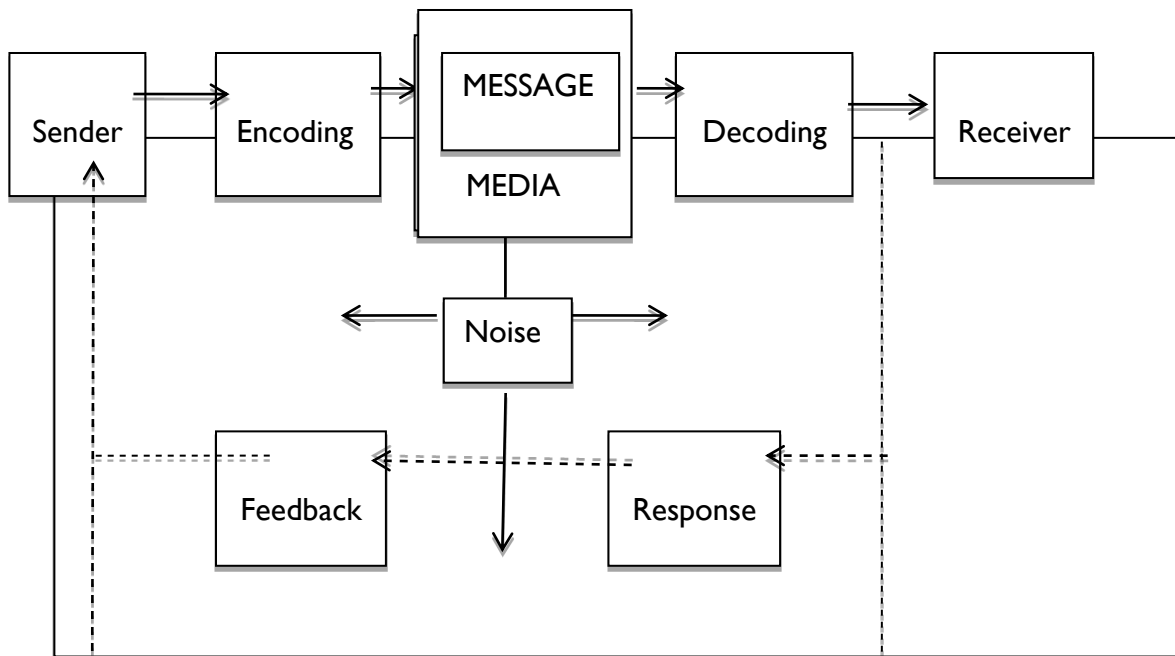 MESSAGE
Sender
Encoding
Decoding
Receiver
MEDIA
Noise
Feedback
Response